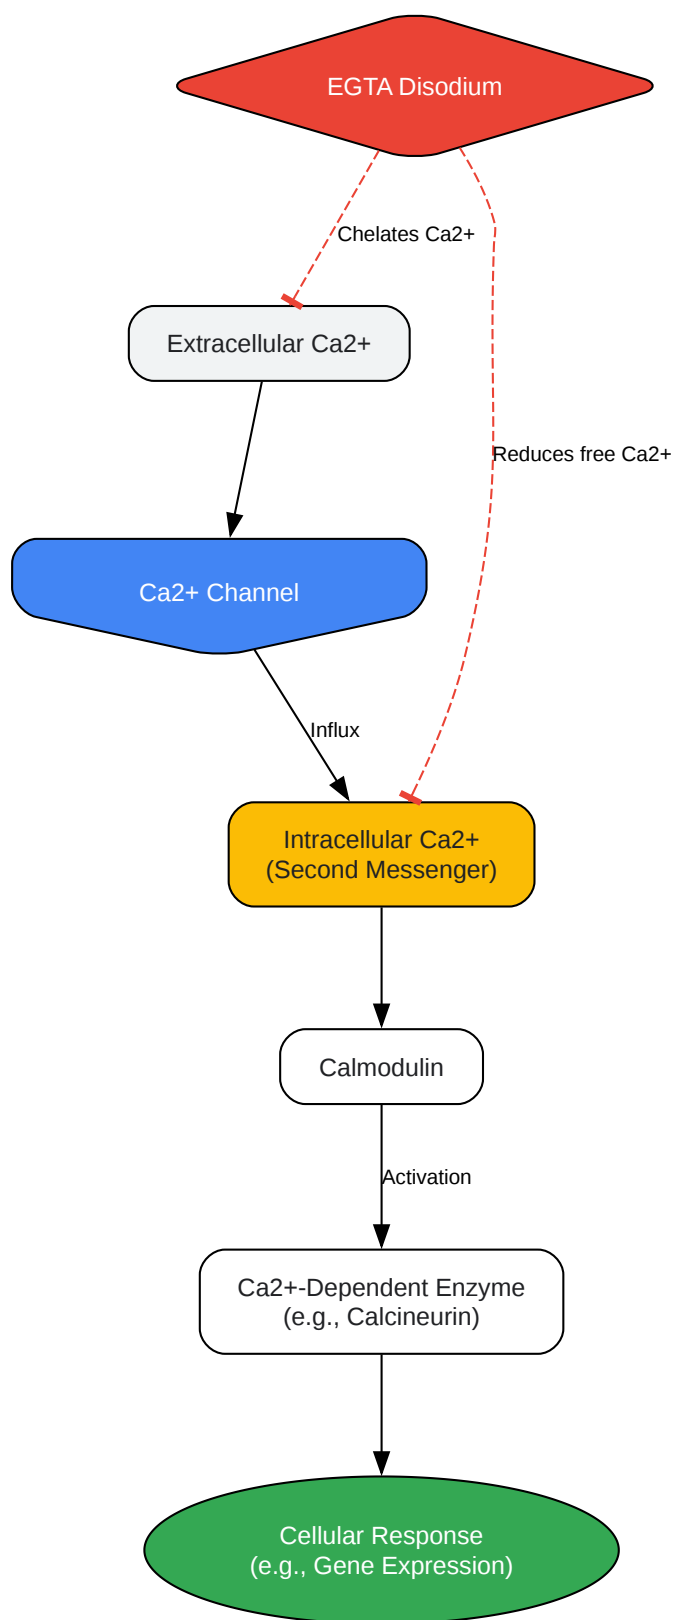 EGTA Disodium
Chelates Ca2+
Extracellular Ca2+
Reduces free Ca2+
Ca2+ Channel
Influx
Intracellular Ca2+
(Second Messenger)
Calmodulin
Activation
Ca2+-Dependent Enzyme
(e.g., Calcineurin)
Cellular Response
(e.g., Gene Expression)